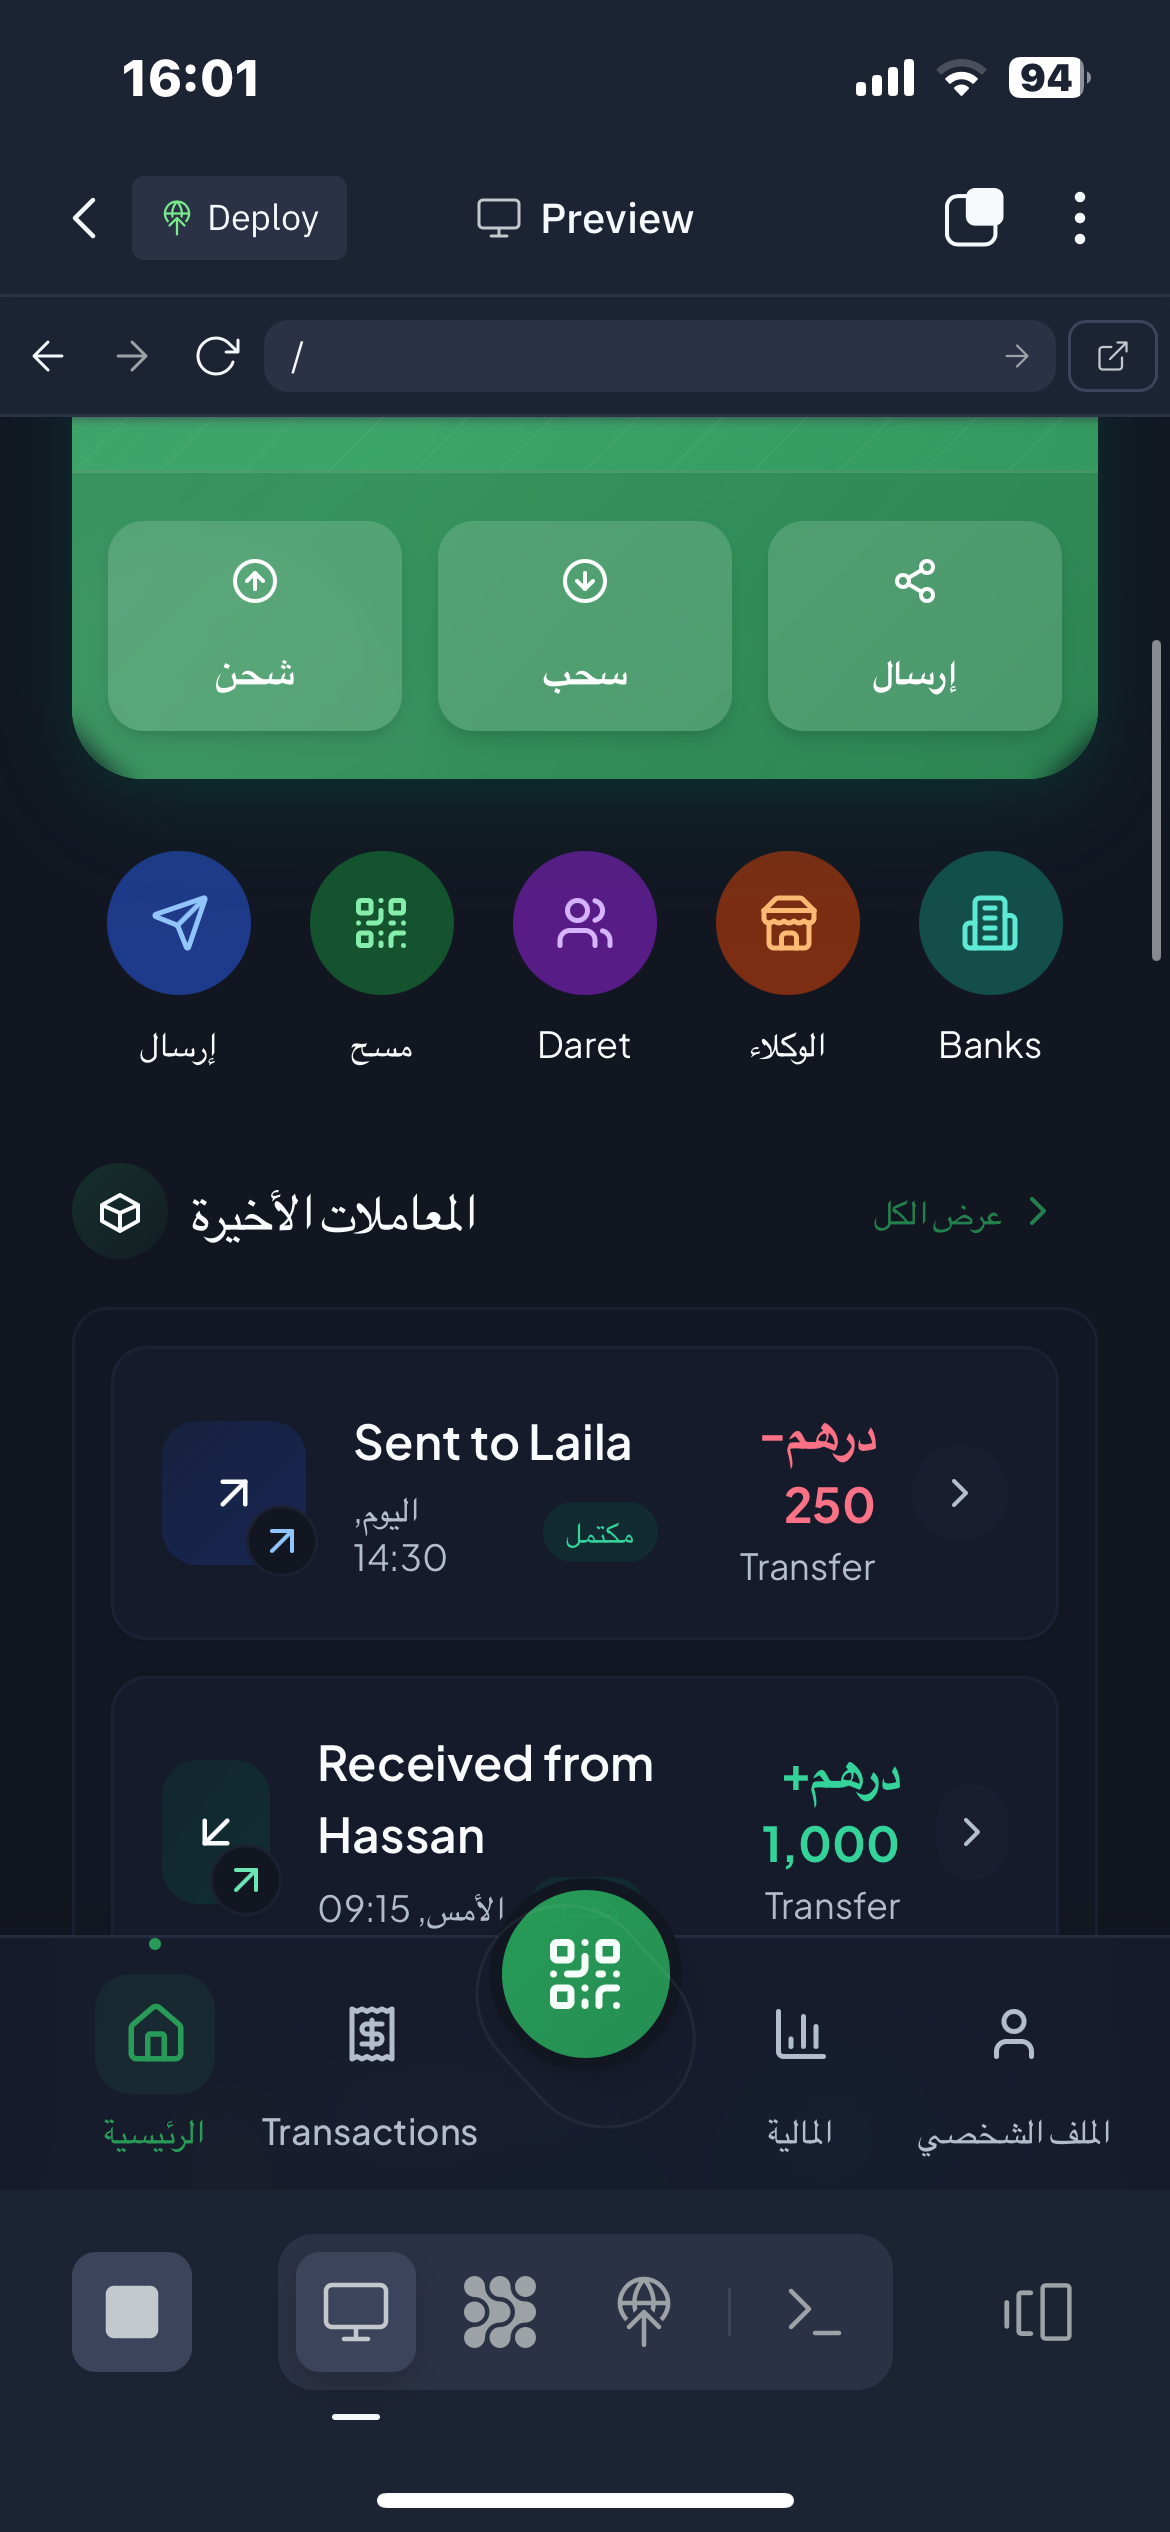 16:01
94
Deploy
Preview
/
شحن
سحب
إرسال
إرسال
مسح
Daret
الوكلاء
Banks
المعاملات الأخيرة
عرض الكل
Sent to Laila
اليوم,
14:30
مكتمل
-درهم
250
Transfer
Received from
Hassan
الأمس, 09:15
+درهم
1,000
Transfer
الرئيسية
Transactions
المالية
الملف الشخصي